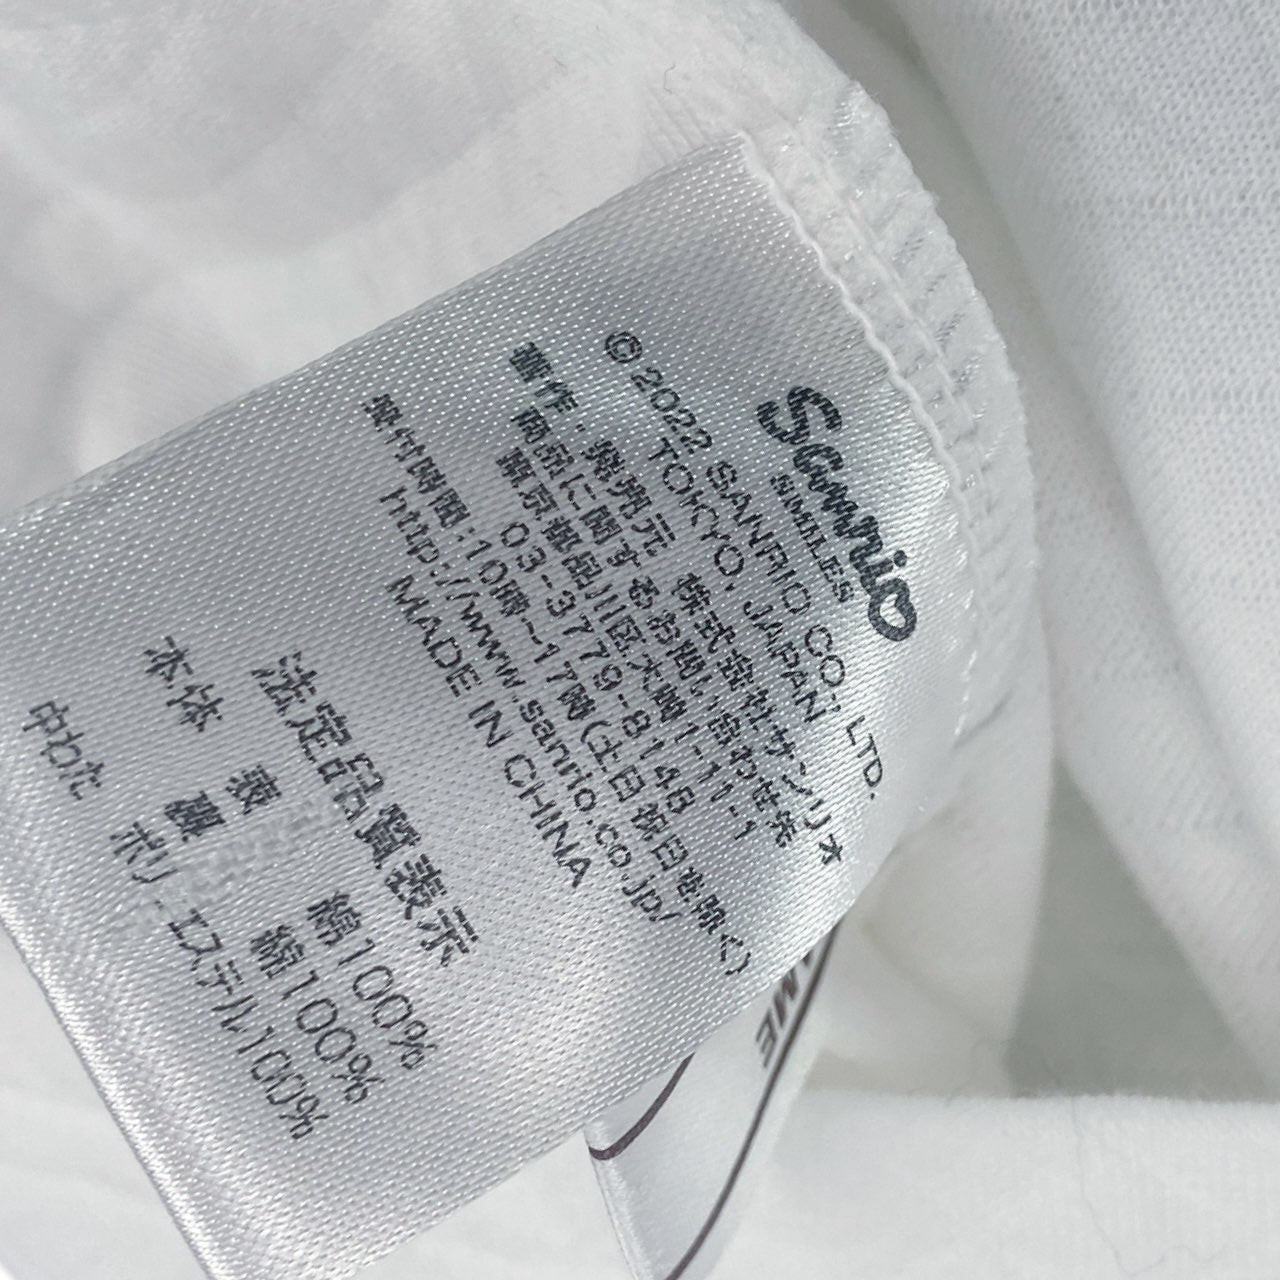 Sanrio
SMILES
© 2022 SANRIO CO., LTD.
TOKYO, JAPAN
著作・発売元 株式会社サンリオ
商品に関するお問い合わせ先
東京都品川区大崎1-11-1
03-3779-8148
受付時間:10時〜17時(土日祝日を除く)
http://www.sanrio.co.jp/
MADE IN CHINA
法定品質表示
本体 表 綿100%
裏 綿100%
中わた ポリエステル100%
ME